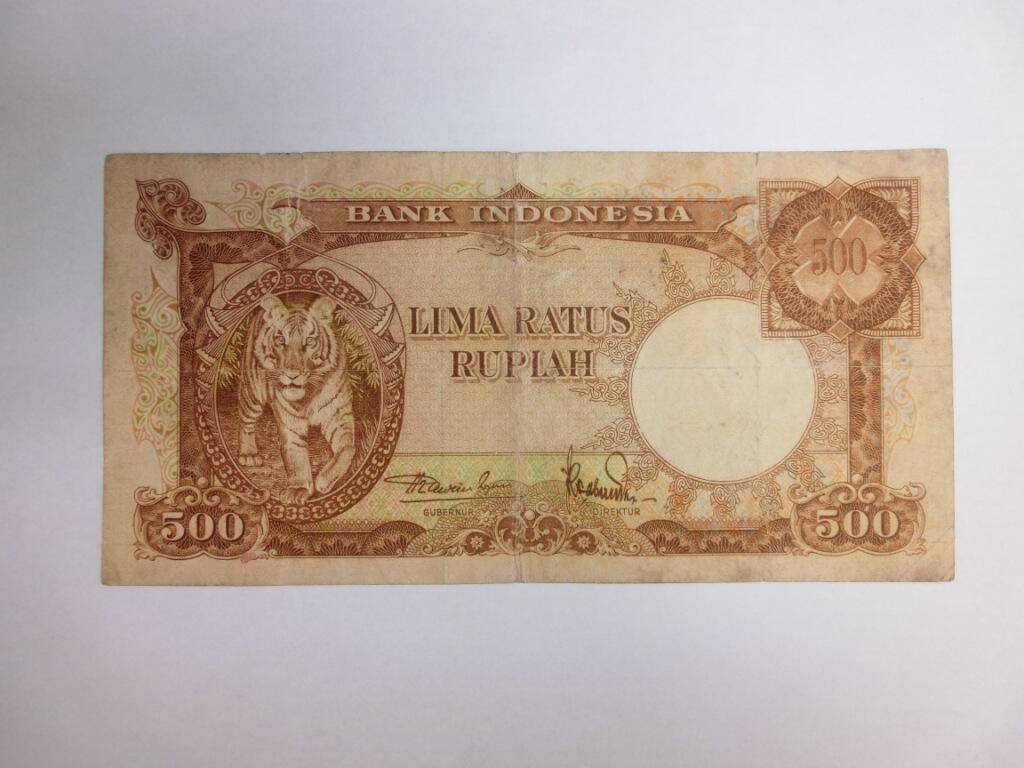 BANK INDONESIA
500
LIMA RATUS
RUPIAH
GUBERNUR
DIREKTUR
500
500